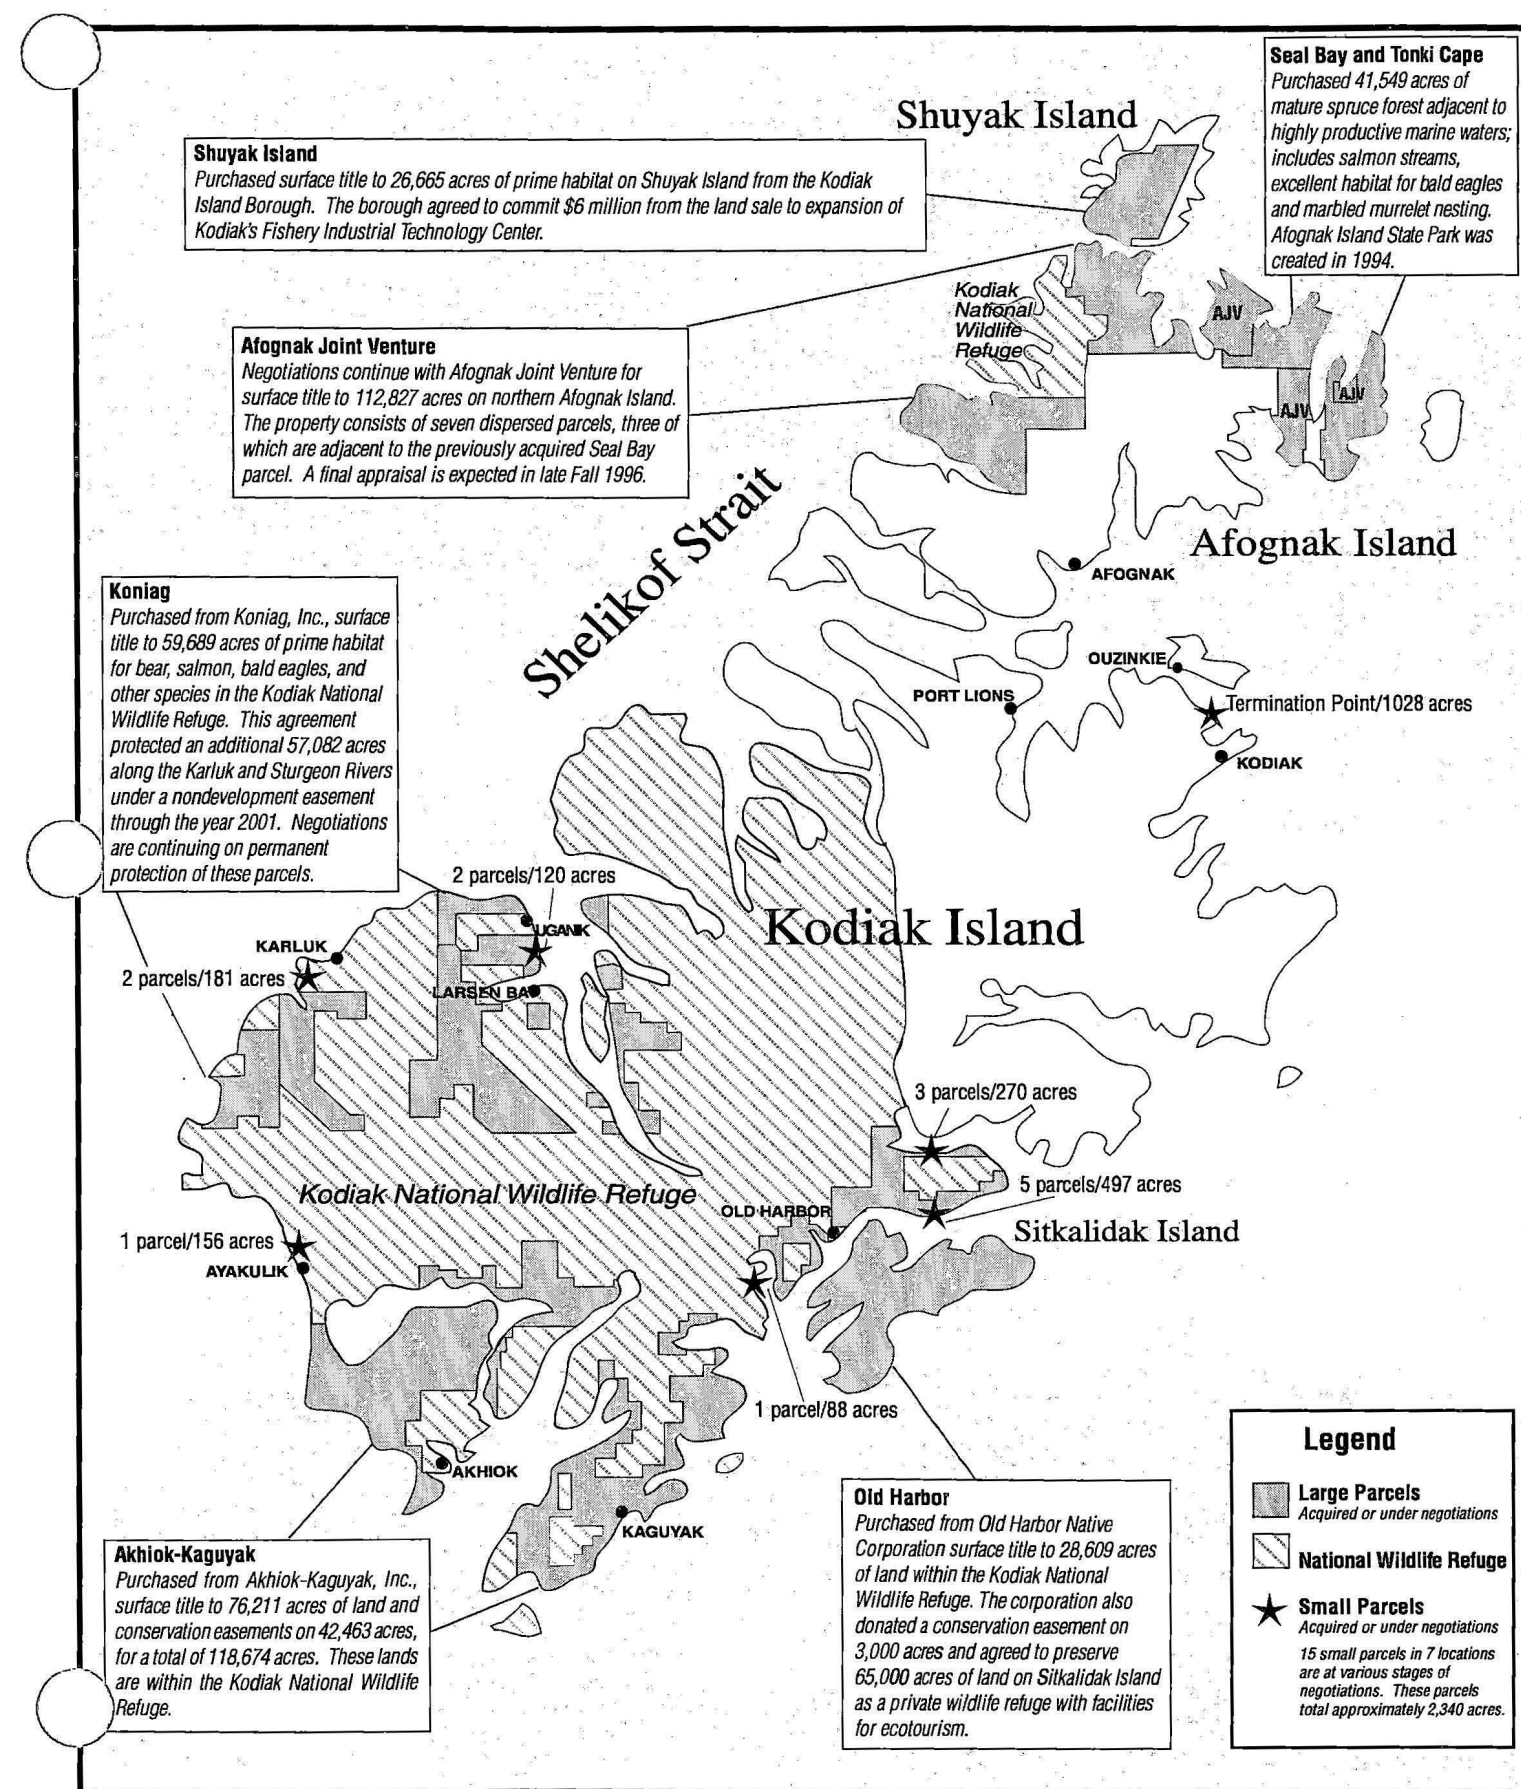 Seal Bay and Tonki Cape
Purchased 41,549 acres of
mature spruce forest adjacent to
highly productive marine waters;
includes salmon streams,
excellent habitat for bald eagles
and marbled murrelet nesting.
Afognak Island State Park was
created in 1994.
Shuyak Island
Shuyak Island
Purchased surface title to 26,665 acres of prime habitat on Shuyak Island from the Kodiak
Island Borough. The borough agreed to commit $6 million from the land sale to expansion of
Kodiak's Fishery Industrial Technology Center.
Kodiak
National
Wildlife
Refuge
AJV
AJV
AJV
Afognak Joint Venture
Negotiations continue with Afognak Joint Venture for
surface title to 112,827 acres on northern Afognak Island.
The property consists of seven dispersed parcels, three of
which are adjacent to the previously acquired Seal Bay
parcel. A final appraisal is expected in late Fall 1996.
Shelikof Strait
Afognak Island
AFOGNAK
Koniag
Purchased from Koniag, Inc., surface
title to 59,689 acres of prime habitat
for bear, salmon, bald eagles, and
other species in the Kodiak National
Wildlife Refuge. This agreement
protected an additional 57,082 acres
along the Karluk and Sturgeon Rivers
under a nondevelopment easement
through the year 2001. Negotiations
are continuing on permanent
protection of these parcels.
OUZINKIE
PORT LIONS
Termination Point/1028 acres
KODIAK
2 parcels/120 acres
Kodiak Island
UGANIK
KARLUK
2 parcels/181 acres
LARSEN BA
3 parcels/270 acres
Kodiak National Wildlife Refuge
5 parcels/497 acres
OLD HARBOR
Sitkalidak Island
1 parcel/156 acres
AYAKULIK
1 parcel/88 acres
AKHIOK
KAGUYAK
Akhiok-Kaguyak
Purchased from Akhiok-Kaguyak, Inc.,
surface title to 76,211 acres of land and
conservation easements on 42,463 acres,
for a total of 118,674 acres. These lands
are within the Kodiak National Wildlife
Refuge.
Old Harbor
Purchased from Old Harbor Native
Corporation surface title to 28,609 acres
of land within the Kodiak National
Wildlife Refuge. The corporation also
donated a conservation easement on
3,000 acres and agreed to preserve
65,000 acres of land on Sitkalidak Island
as a private wildlife refuge with facilities
for ecotourism.
Legend
Large Parcels
Acquired or under negotiations
National Wildlife Refuge
Small Parcels
Acquired or under negotiations
15 small parcels in 7 locations
are at various stages of
negotiations. These parcels
total approximately 2,340 acres.